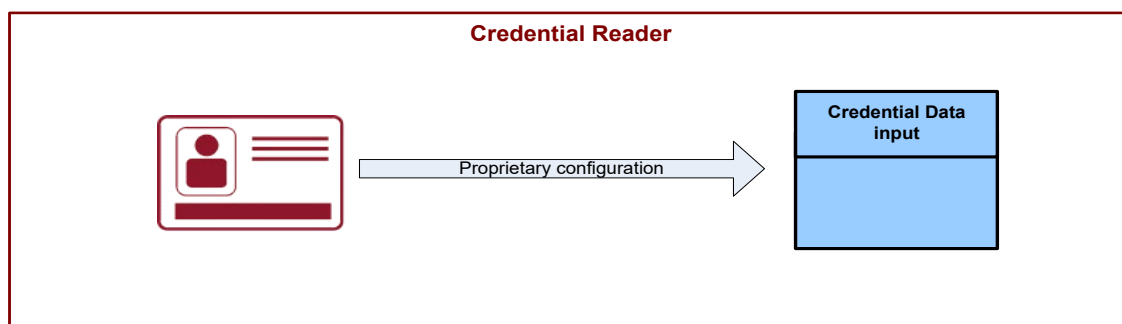 Credential Reader
Credential Data
input
Proprietary configuration